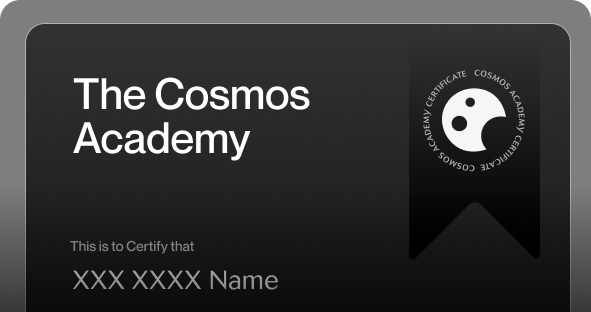 The Cosmos
Academy
COSMOS ACADEMY CERTIFICATE COSMOS ACADEMY CERTIFICATE
This is to Certify that
XXX XXXX Name